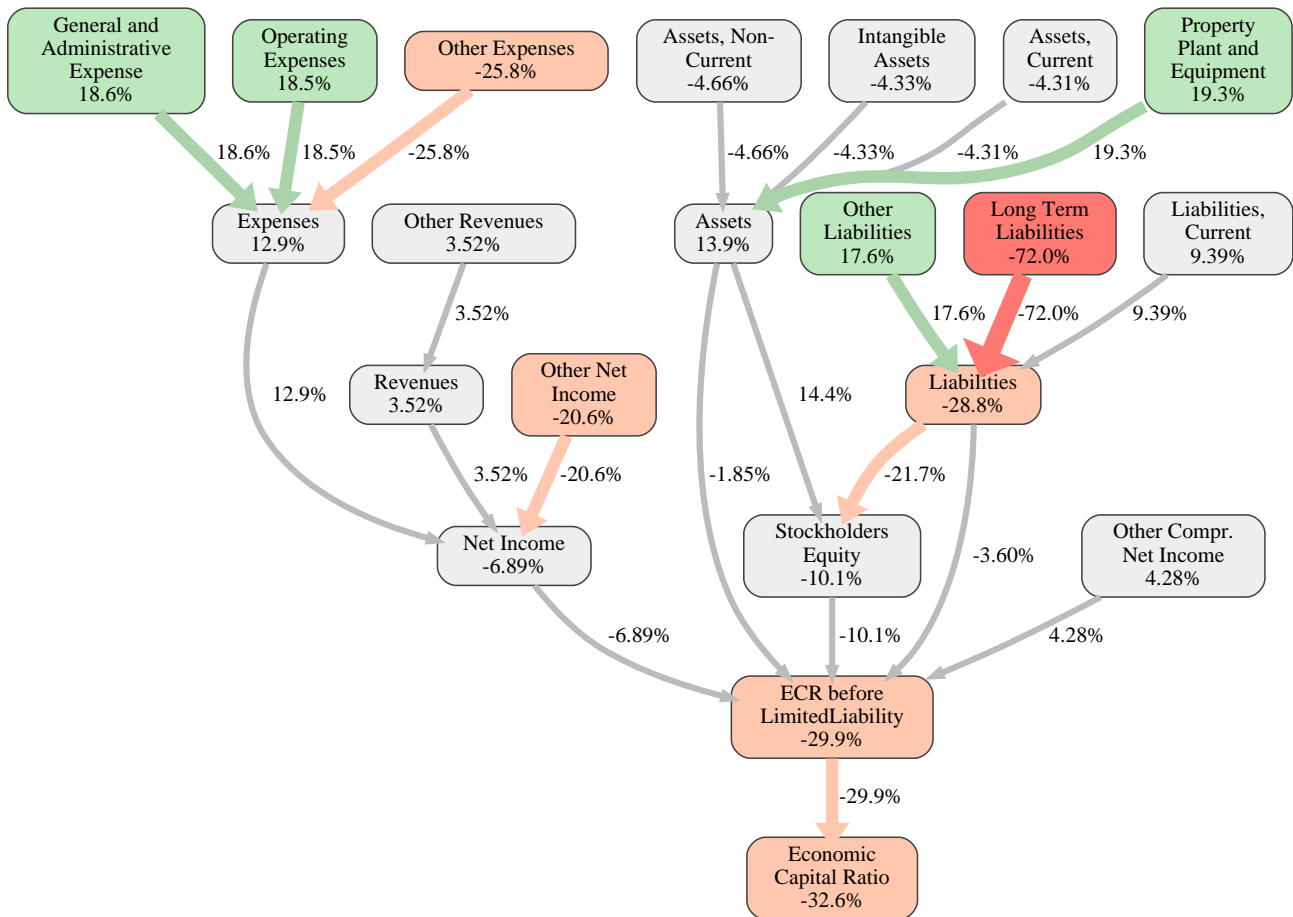 General and
Administrative
Expense
18.6%
Operating
Expenses
18.5%
Other Expenses
-25.8%
Assets, Non-
Current
-4.66%
Intangible
Assets
-4.33%
Assets,
Current
-4.31%
Property
Plant and
Equipment
19.3%
18.6%
18.5%
-25.8%
-4.66%
-4.33%
-4.31%
19.3%
Expenses
12.9%
Other Revenues
3.52%
Assets
13.9%
Other
Liabilities
17.6%
Long Term
Liabilities
-72.0%
Liabilities,
Current
9.39%
3.52%
17.6%
-72.0%
9.39%
12.9%
Revenues
3.52%
Other Net
Income
-20.6%
14.4%
Liabilities
-28.8%
3.52%
-20.6%
-1.85%
-21.7%
Net Income
-6.89%
Stockholders
Equity
-10.1%
-3.60%
Other Compr.
Net Income
4.28%
-6.89%
-10.1%
4.28%
ECR before
LimitedLiability
-29.9%
-29.9%
Economic
Capital Ratio
-32.6%